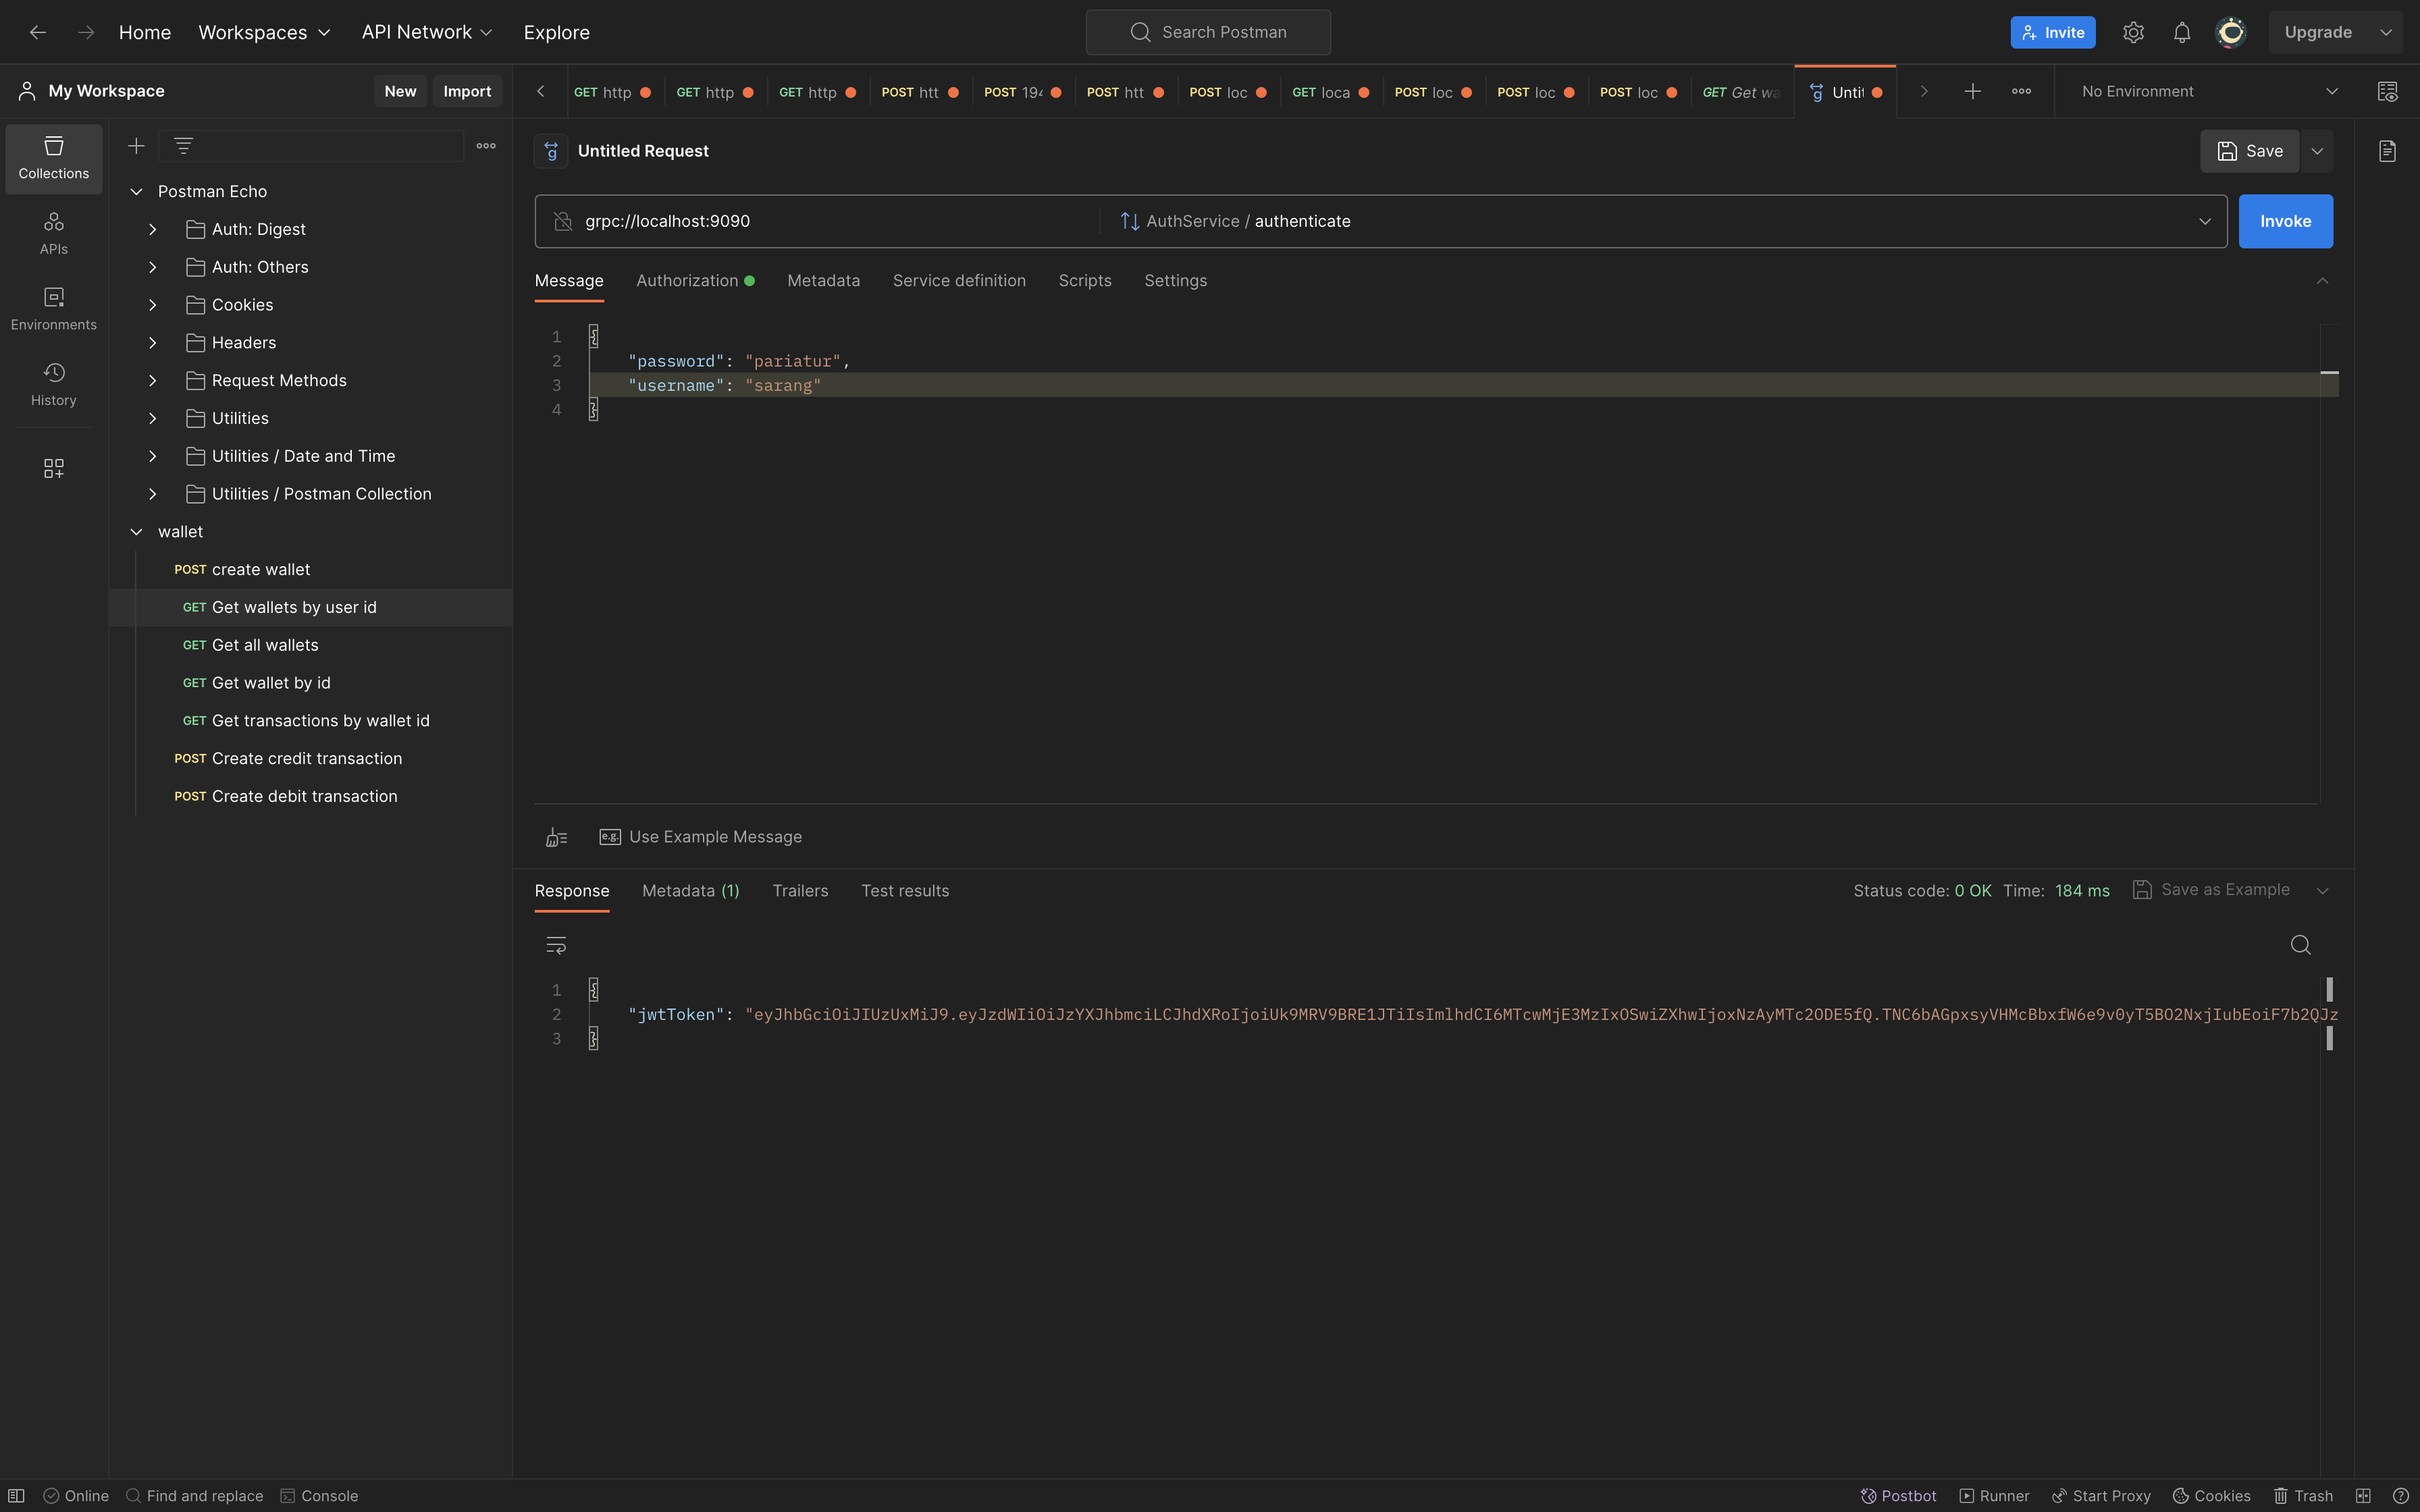 Home Workspaces API Network Explore Search Postman Invite Upgrade
My Workspace New Import
GET http GET http GET http POST htt POST 194 POST htt POST loc GET loca POST loc POST loc POST loc GET Get wa Untit No Environment
Collections
APIs
Environments
History
Postman Echo
Auth: Digest
Auth: Others
Cookies
Headers
Request Methods
Utilities
Utilities / Date and Time
Utilities / Postman Collection
wallet
POST create wallet
GET Get wallets by user id
GET Get all wallets
GET Get wallet by id
GET Get transactions by wallet id
POST Create credit transaction
POST Create debit transaction
Untitled Request Save
grpc://localhost:9090 AuthService / authenticate Invoke
Message Authorization Metadata Service definition Scripts Settings
1 {
2 "password": "pariatur",
3 "username": "sarang"
4 }
e.g. Use Example Message
Response Metadata (1) Trailers Test results Status code: 0 OK Time: 184 ms Save as Example
1 {
2 "jwtToken": "eyJhbGciOiJIUzUxMiJ9.eyJzdWIiOiJzYXJhbmciLCJhdXRoIjoiUk9MRV9BRE1JTiIsImlhdCI6MTcwMjE3MzIxOSwiZXhwIjoxNzAyMTc2ODE5fQ.TNC6bAGpxsyVHMcBbxfW6e9v0yT5BO2NxjIubEoiF7b2QJz
3 }
Online Find and replace Console Postbot Runner Start Proxy Cookies Trash